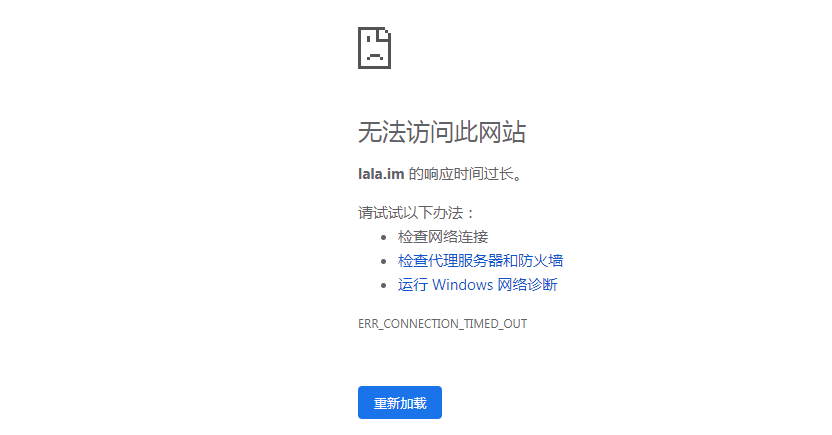 无法访问此网站
lala.im 的响应时间过长。
请试试以下办法：
检查网络连接
检查代理服务器和防火墙
运行 Windows 网络诊断
ERR_CONNECTION_TIMED_OUT
重新加载